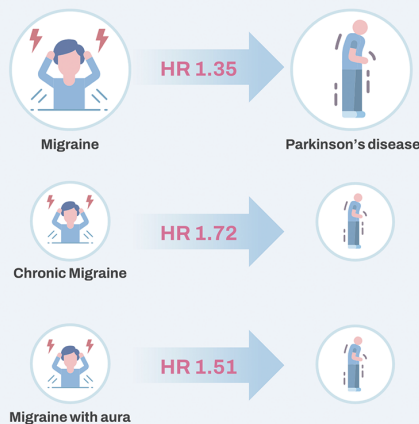 HR 1.35
Migraine
Parkinson's disease
HR 1.72
Chronic Migraine
HR 1.51
Migraine with aura